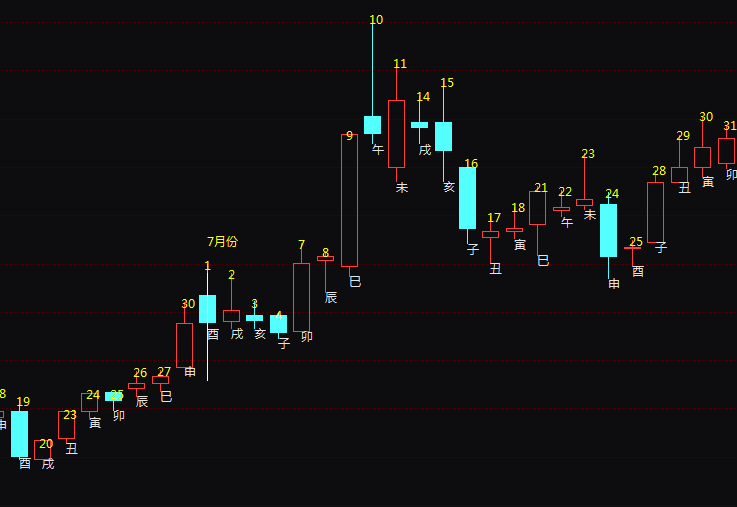 8
申
19
酉
20
戌
23
丑
24
寅
25
卯
26
辰
27
巳
30
申
7月份
1
酉
2
戌
3
亥
4
子
7
卯
8
辰
9
巳
10
午
11
未
14
戌
15
亥
16
子
17
丑
18
寅
21
巳
22
午
23
未
24
申
25
酉
28
子
29
丑
30
寅
31
卯